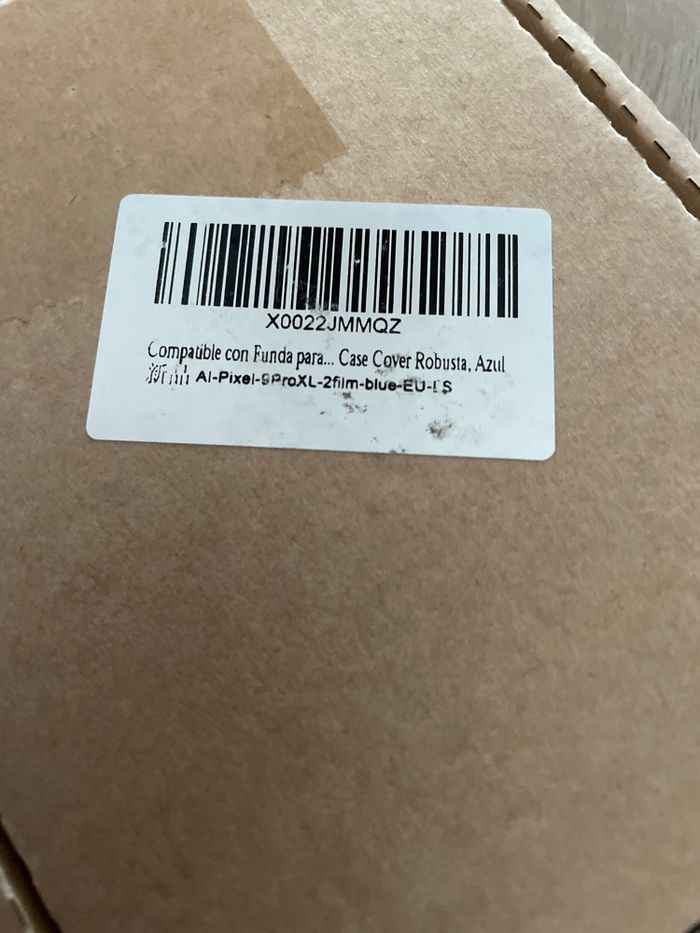 X0022JMMQZ
Compatible con Funda para... Case Cover Robusta, Azul
新品 AI-Pixel-9ProXL-2film-blue-EU-LS